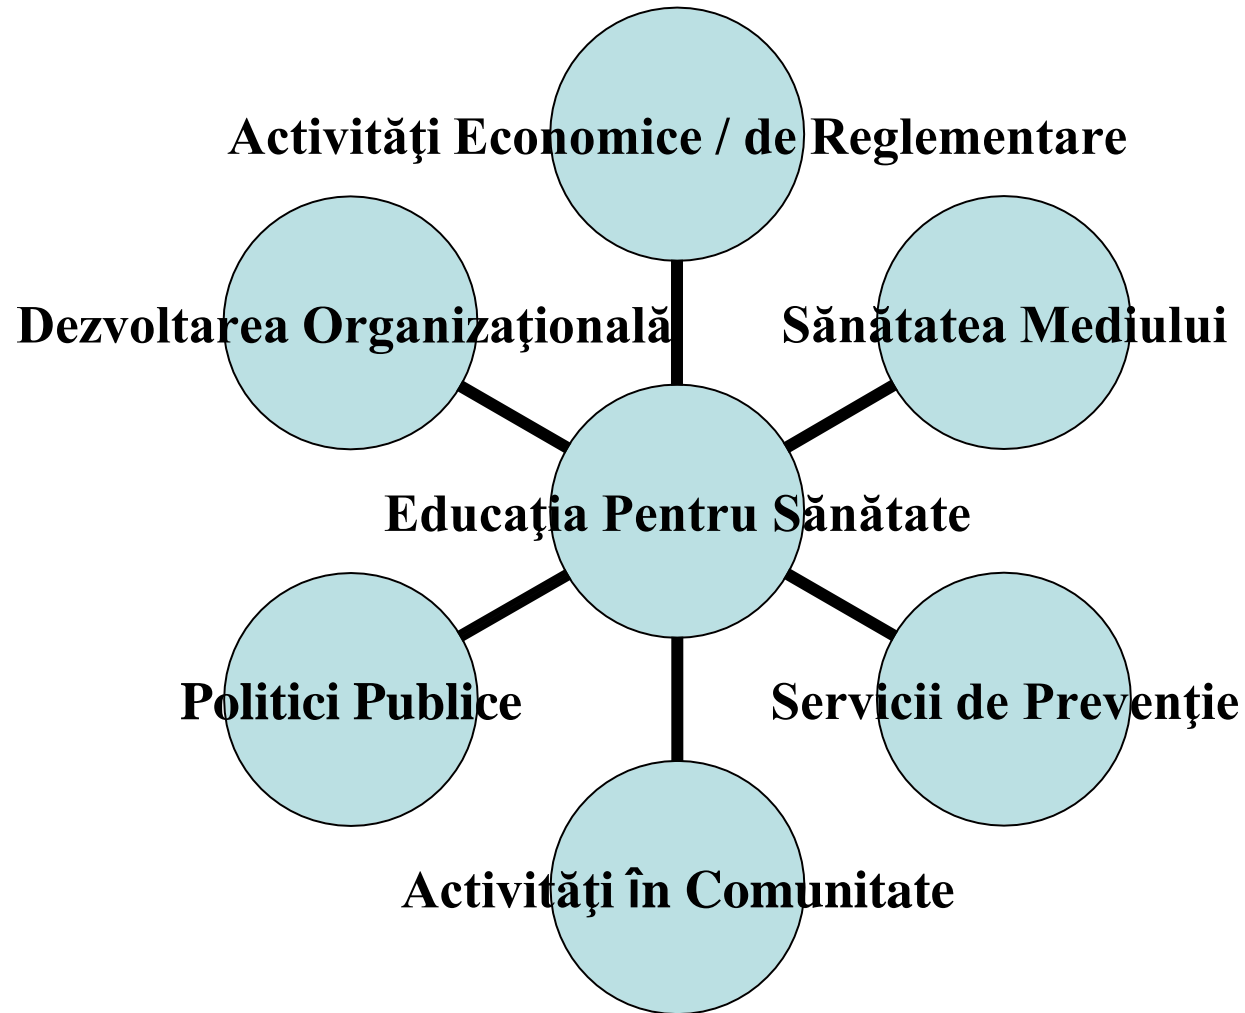 Activităţi Economice / de Reglementare
Dezvoltarea Organizaţională
Sănătatea Mediului
Educaţia Pentru Sănătate
Politici Publice
Servicii de Prevenţie
Activităţi în Comunitate